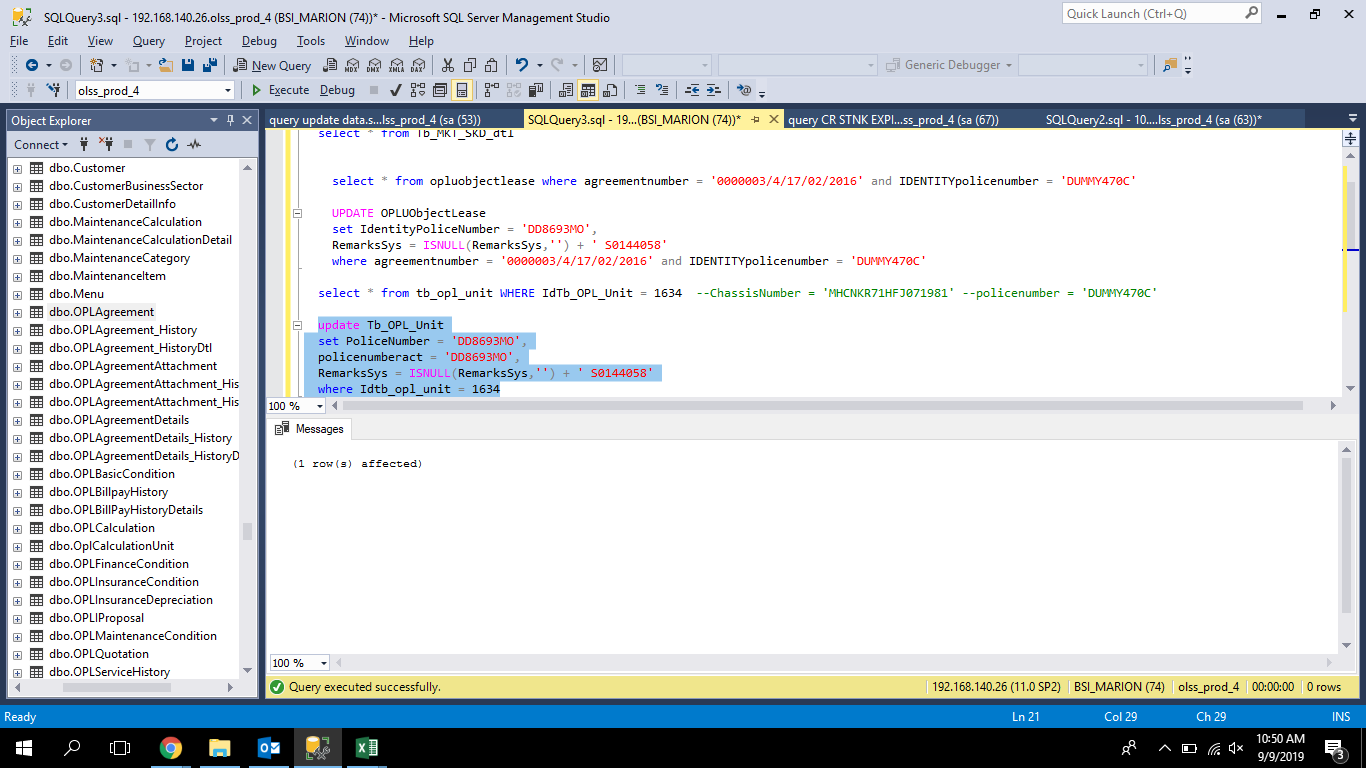 SQLQuery3.sql - 192.168.140.26.olss_prod_4 (BSI_MARION (74))* - Microsoft SQL Server Management Studio
Quick Launch (Ctrl+Q)
File Edit View Query Project Debug Tools Window Help
New Query
MDX DMX XMLA DAX
Generic Debugger
olss_prod_4
Execute Debug
Object Explorer
query update data.s...lss_prod_4 (sa (53))
SQLQuery3.sql - 19...(BSI_MARION (74))*
query CR STNK EXPI...ss_prod_4 (sa (67))
SQLQuery2.sql - 10....lss_prod_4 (sa (63))*
Connect
dbo.Customer
dbo.CustomerBusinessSector
dbo.CustomerDetailInfo
dbo.MaintenanceCalculation
dbo.MaintenanceCalculationDetail
dbo.MaintenanceCategory
dbo.MaintenanceItem
dbo.Menu
dbo.OPLAgreement
dbo.OPLAgreement_History
dbo.OPLAgreement_HistoryDtl
dbo.OPLAgreementAttachment
dbo.OPLAgreementAttachment_His
dbo.OPLAgreementAttachment_His
dbo.OPLAgreementDetails
dbo.OPLAgreementDetails_History
dbo.OPLAgreementDetails_HistoryD
dbo.OPLBasicCondition
dbo.OPLBillpayHistory
dbo.OPLBillPayHistoryDetails
dbo.OPLCalculation
dbo.OplCalculationUnit
dbo.OPLFinanceCondition
dbo.OPLInsuranceCondition
dbo.OPLInsuranceDepreciation
dbo.OPLIProposal
dbo.OPLMaintenanceCondition
dbo.OPLQuotation
dbo.OPLServiceHistory
select * from Tb_MKT_SKD_dtl
select * from opluobjectlease where agreementnumber = '0000003/4/17/02/2016' and IDENTITYpolicenumber = 'DUMMY470C'
UPDATE OPLUObjectLease
set IdentityPoliceNumber = 'DD8693MO',
RemarksSys = ISNULL(RemarksSys,'') + ' S0144058'
where agreementnumber = '0000003/4/17/02/2016' and IDENTITYpolicenumber = 'DUMMY470C'
select * from tb_opl_unit WHERE IdTb_OPL_Unit = 1634 --ChassisNumber = 'MHCNKR71HFJ071981' --policenumber = 'DUMMY470C'
update Tb_OPL_Unit
set PoliceNumber = 'DD8693MO',
policenumberact = 'DD8693MO',
RemarksSys = ISNULL(RemarksSys,'') + ' S0144058'
where Idtb_opl_unit = 1634
100 %
Messages
(1 row(s) affected)
100 %
Query executed successfully.
192.168.140.26 (11.0 SP2) BSI_MARION (74) olss_prod_4 00:00:00 0 rows
Ready
Ln 21 Col 29 Ch 29 INS
10:50 AM
9/9/2019
3